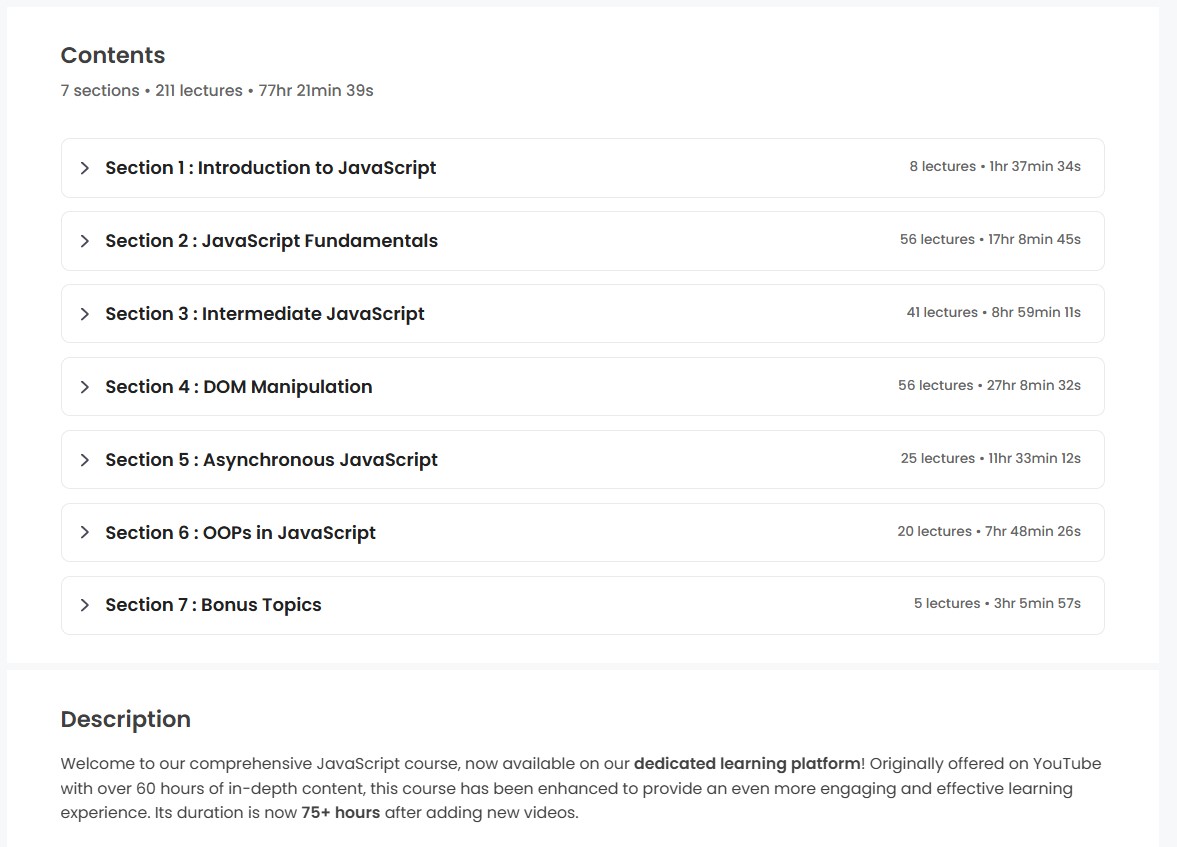 Contents
7 sections • 211 lectures • 77hr 21min 39s
Section 1 : Introduction to JavaScript
8 lectures • 1hr 37min 34s
Section 2 : JavaScript Fundamentals
56 lectures • 17hr 8min 45s
Section 3 : Intermediate JavaScript
41 lectures • 8hr 59min 11s
Section 4 : DOM Manipulation
56 lectures • 27hr 8min 32s
Section 5 : Asynchronous JavaScript
25 lectures • 11hr 33min 12s
Section 6 : OOPs in JavaScript
20 lectures • 7hr 48min 26s
Section 7 : Bonus Topics
5 lectures • 3hr 5min 57s
Description
Welcome to our comprehensive JavaScript course, now available on our dedicated learning platform! Originally offered on YouTube
with over 60 hours of in-depth content, this course has been enhanced to provide an even more engaging and effective learning
experience. Its duration is now 75+ hours after adding new videos.